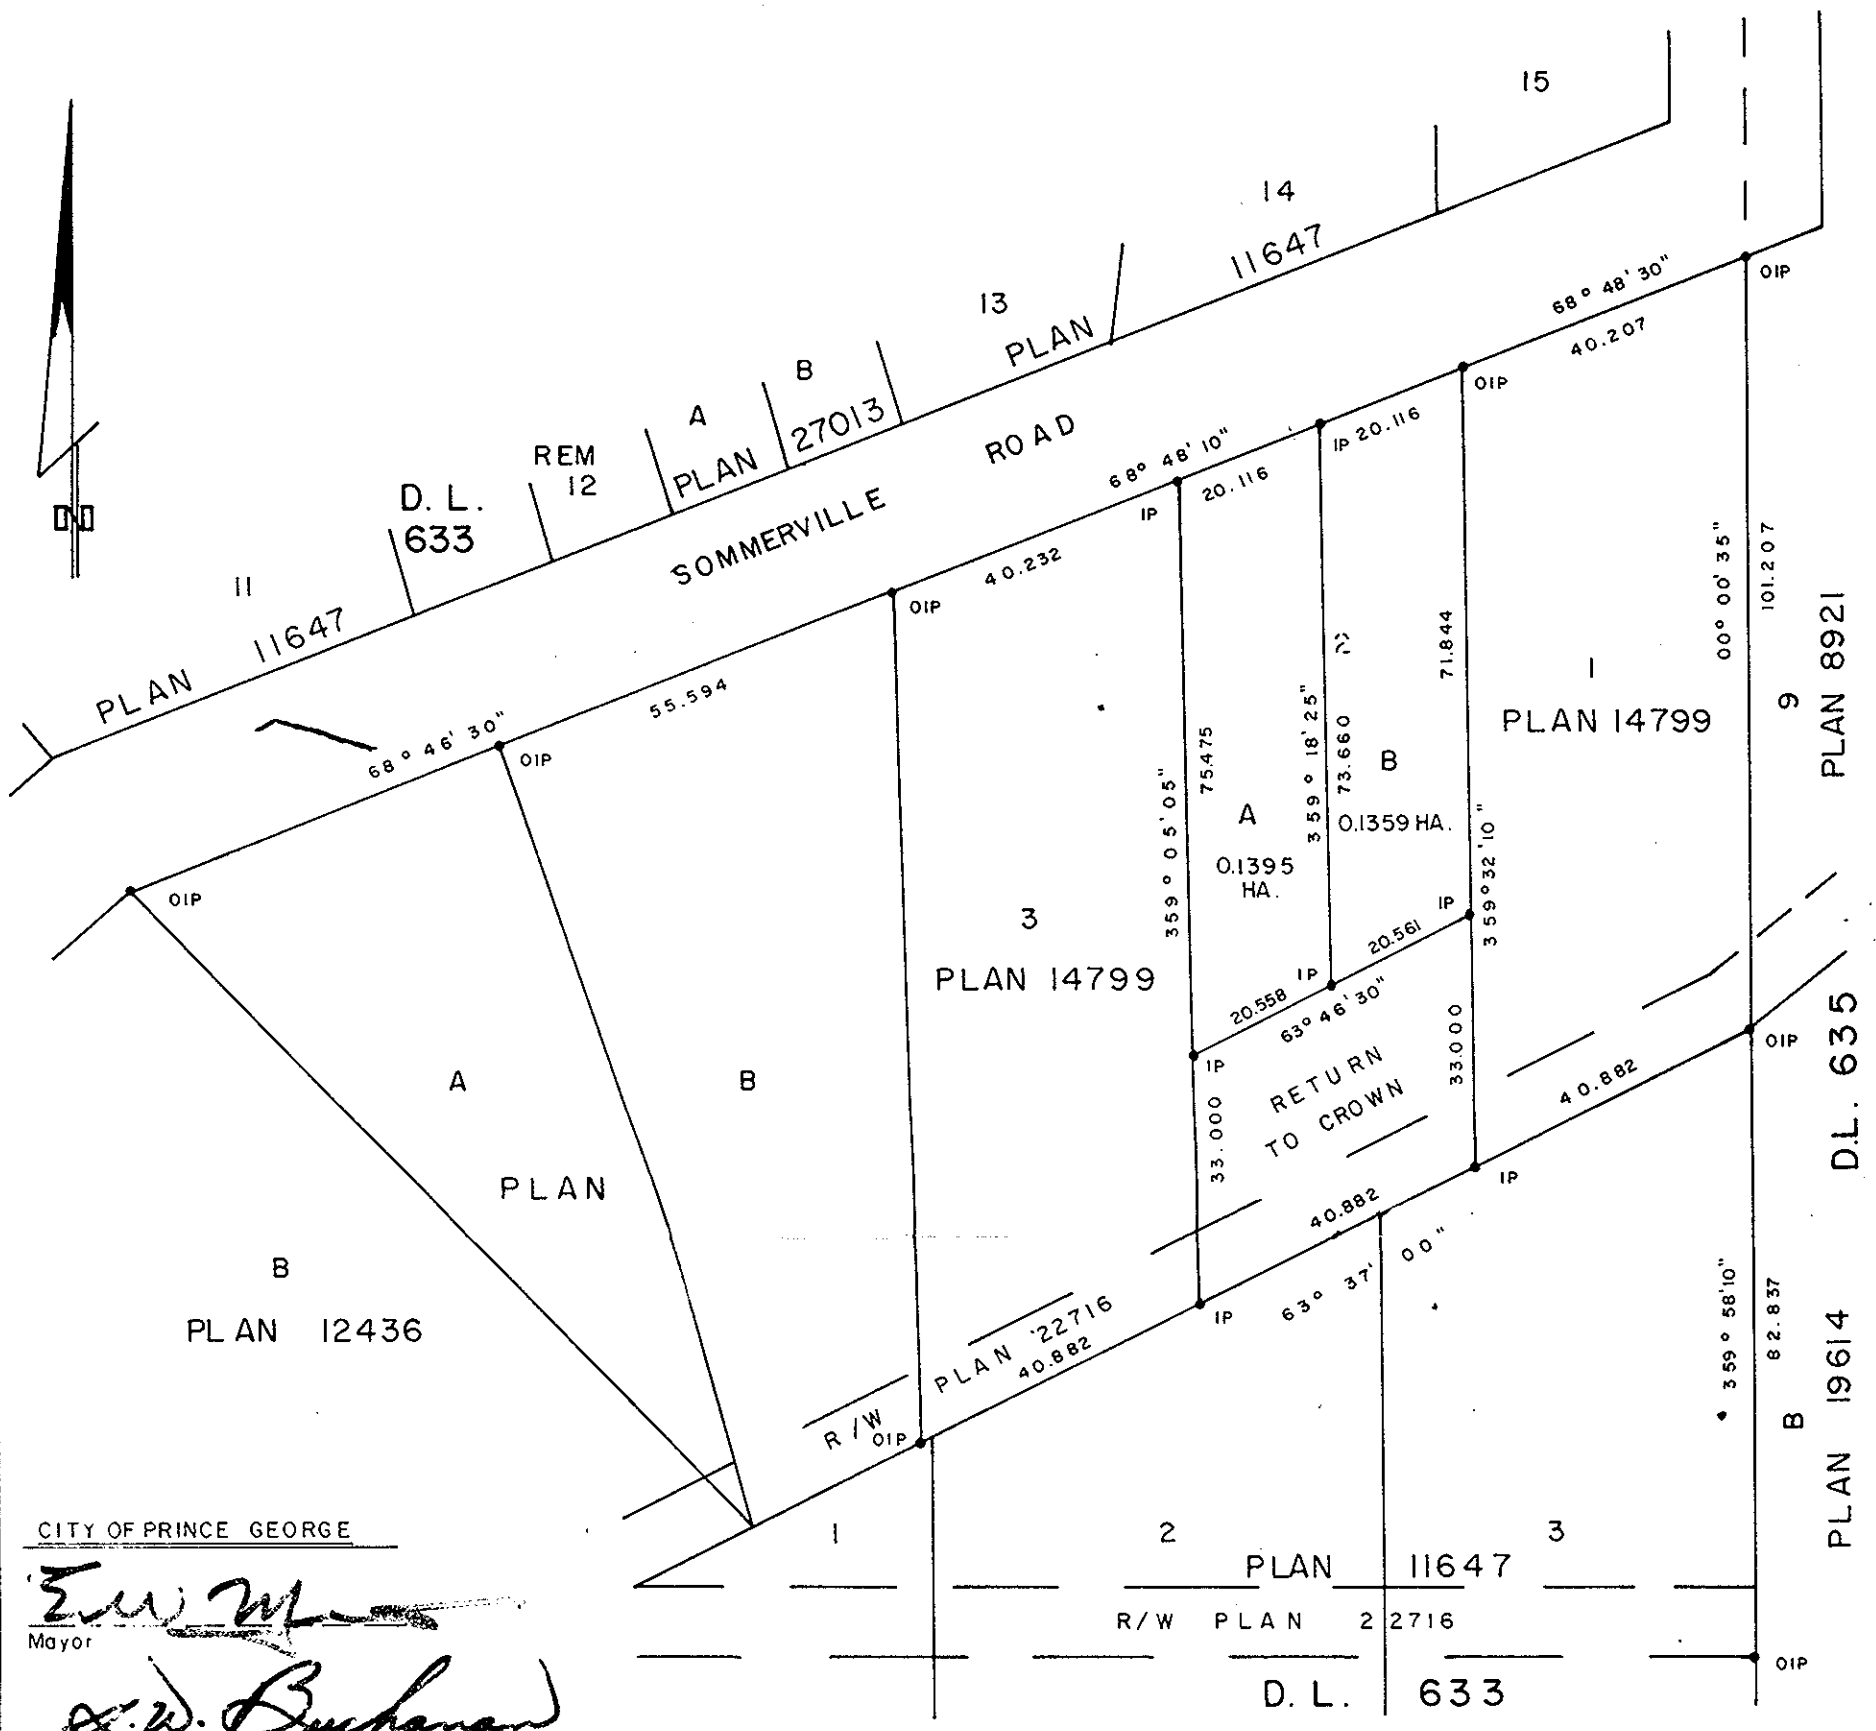 15
14
11647
13
PLAN
B
A
27013
PLAN
REM
12
D. L.
633
11
11647
PLAN
SOMMERVILLE ROAD
N
68° 48' 30"
40.207
OIP
OIP
IP 20.116
68° 48' 10"
20.116
IP
40.232
OIP
55.594
68° 46' 30"
OIP
OIP
00° 00' 35"
101.207
9
PLAN 8921
1
PLAN 14799
2
71.844
359° 18' 25"
73.660
B
0.1359 HA.
75.475
359° 05' 05"
A
0.1395
HA.
359° 32' 10"
IP
20.561
IP
20.558
63° 46' 30"
IP
3
PLAN 14799
RETURN
TO CROWN
33.000
33.000
40.882
OIP
D.L. 635
IP
40.882
63° 37' 00"
IP
A
B
PLAN
B
PLAN 12436
R/W PLAN 22716
40.882
OIP
359° 58' 10"
82.837
B
PLAN 19614
1
2
3
PLAN 11647
R/W PLAN 22716
OIP
D. L. 633
CITY OF PRINCE GEORGE
Mayor
Buchanan